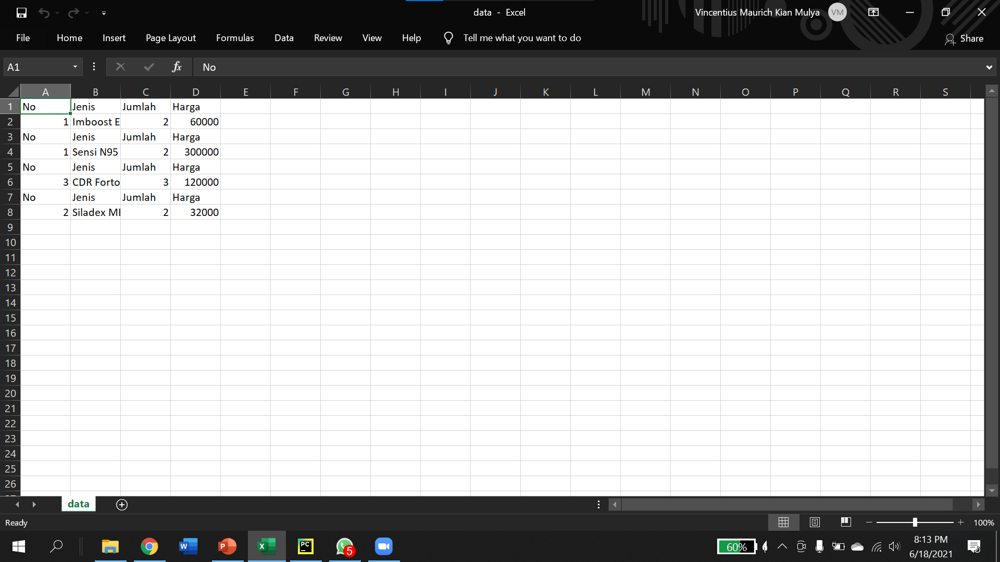 data - Excel
Vincentius Maurich Kian Mulya VM
File Home Insert Page Layout Formulas Data Review View Help Tell me what you want to do Share
A1 fx No
A B C D E F G H I J K L M N O P Q R S
1 No Jenis Jumlah Harga
2 1 Imboost E 2 60000
3 No Jenis Jumlah Harga
4 1 Sensi N95 2 300000
5 No Jenis Jumlah Harga
6 3 CDR Forto 3 120000
7 No Jenis Jumlah Harga
8 2 Siladex 2 32000
9
10
11
12
13
14
15
16
17
18
19
20
21
22
23
24
25
26
data
Ready 100%
W P X PC 5 60% 8:13 PM
6/18/2021